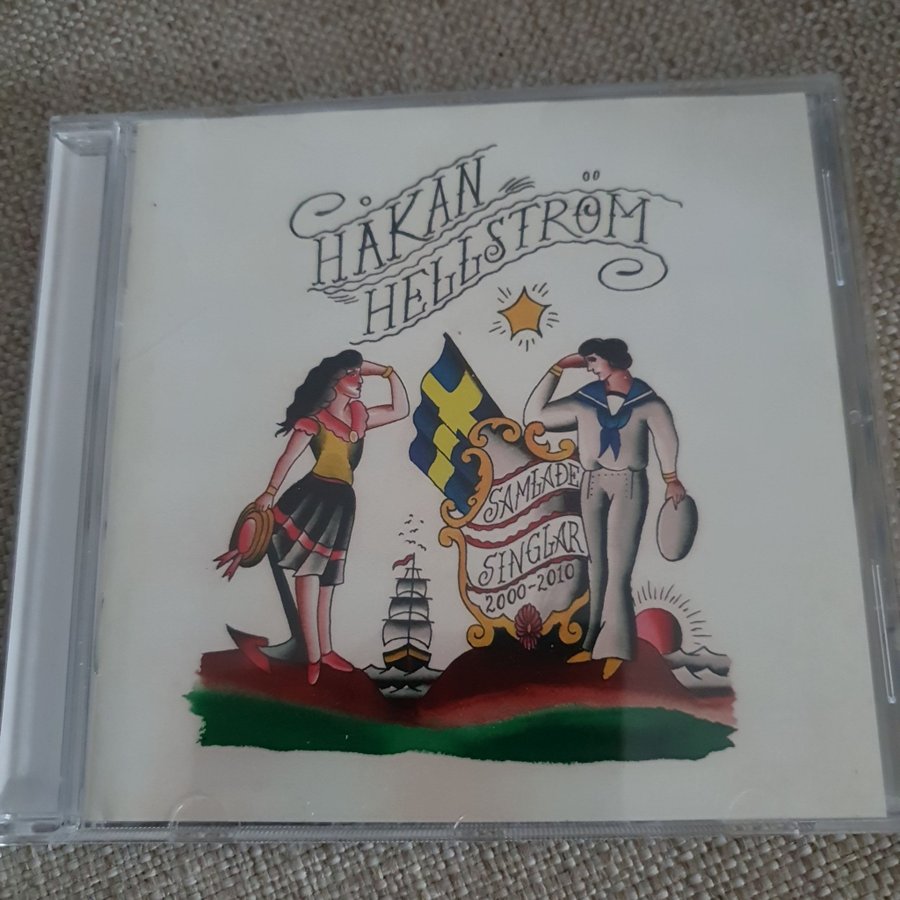 HÅKAN
HELLSTRÖM
SAMLADE
SINGLAR
2000-2010